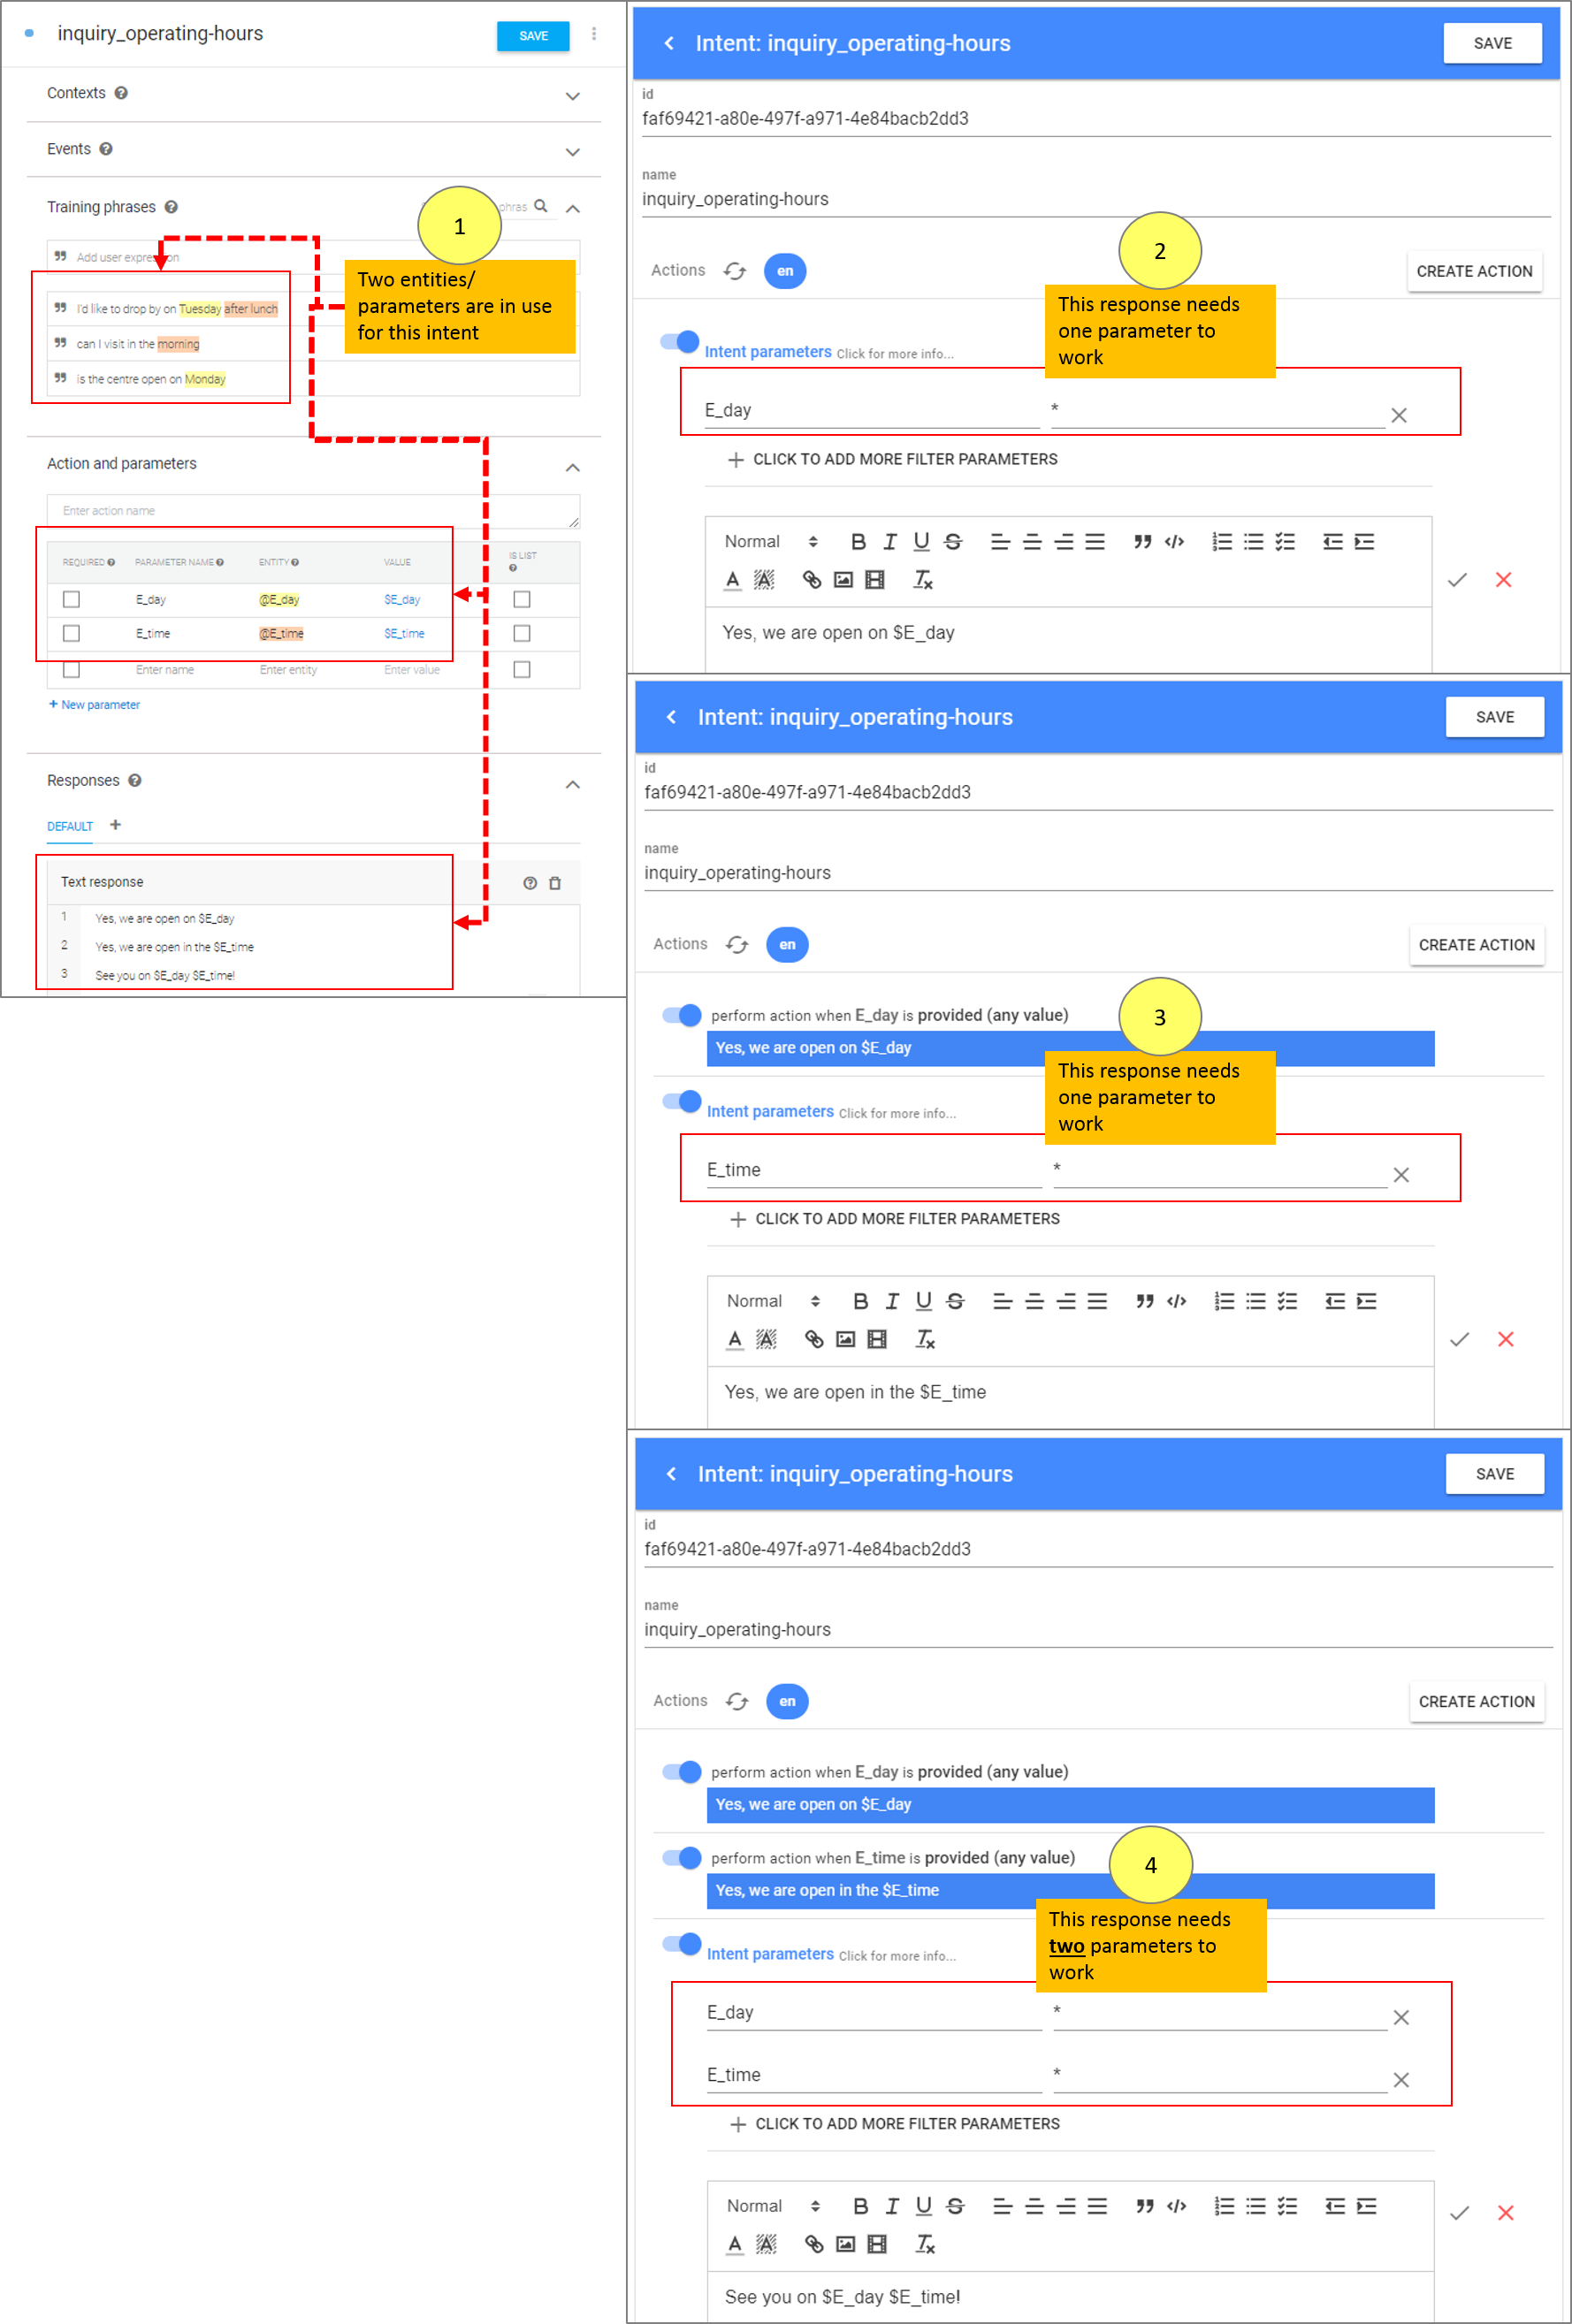 inquiry_operating-hours
SAVE
Contexts
Events
Training phrases
phras
Add user expression
I'd like to drop by on Tuesday after lunch
can I visit in the morning
is the centre open on Monday
1
Two entities/
parameters are in use
for this intent
Action and parameters
Enter action name
REQUIRED PARAMETER NAME ENTITY VALUE IS LIST
E_day @E_day $E_day
E_time @E_time $E_time
Enter name Enter entity Enter value
+ New parameter
Responses
DEFAULT +
Text response
1 Yes, we are open on $E_day
2 Yes, we are open in the $E_time
3 See you on $E_day $E_time!
Intent: inquiry_operating-hours SAVE
id
faf69421-a80e-497f-a971-4e84bacb2dd3
name
inquiry_operating-hours
Actions en CREATE ACTION
2
This response needs
one parameter to
work
Intent parameters Click for more info...
E_day *
+ CLICK TO ADD MORE FILTER PARAMETERS
Normal
Yes, we are open on $E_day
Intent: inquiry_operating-hours SAVE
id
faf69421-a80e-497f-a971-4e84bacb2dd3
name
inquiry_operating-hours
Actions en CREATE ACTION
perform action when E_day is provided (any value)
Yes, we are open on $E_day
3
This response needs
one parameter to
work
Intent parameters Click for more info...
E_time *
+ CLICK TO ADD MORE FILTER PARAMETERS
Normal
Yes, we are open in the $E_time
Intent: inquiry_operating-hours SAVE
id
faf69421-a80e-497f-a971-4e84bacb2dd3
name
inquiry_operating-hours
Actions en CREATE ACTION
perform action when E_day is provided (any value)
Yes, we are open on $E_day
perform action when E_time is provided (any value)
Yes, we are open in the $E_time
4
This response needs
two parameters to
work
Intent parameters Click for more info...
E_day *
E_time *
+ CLICK TO ADD MORE FILTER PARAMETERS
Normal
See you on $E_day $E_time!